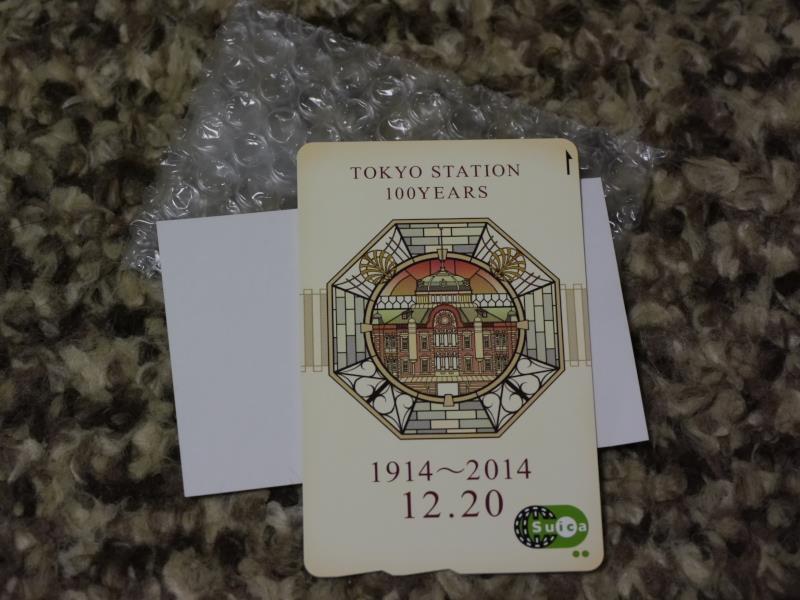 TOKYO STATION
100YEARS
1914～2014
12.20
Suica